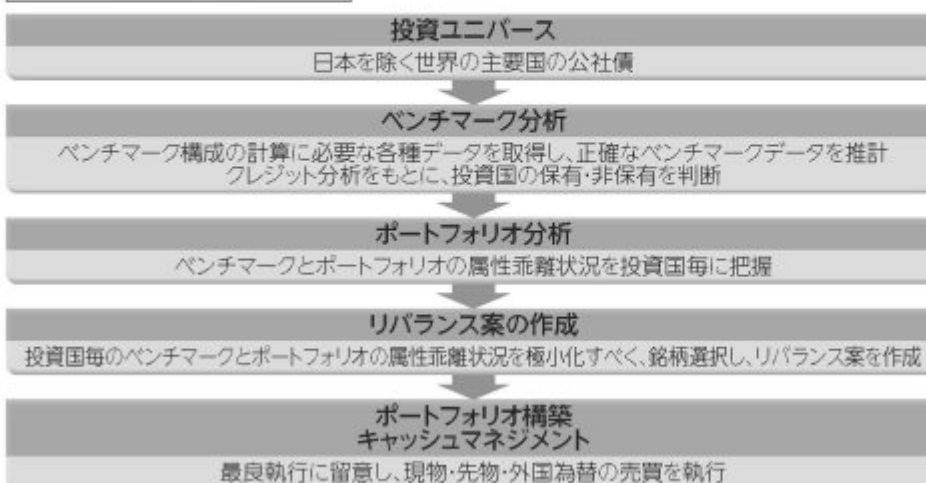 投資ユニバース
日本を除く世界の主要国の公社債
ベンチマーク分析
ベンチマーク構成の計算に必要な各種データを取得し、正確なベンチマークデータを推計
クレジット分析をもとに、投資国の保有・非保有を判断
ポートフォリオ分析
ベンチマークとポートフォリオの属性乖離状況を投資国毎に把握
リバランス案の作成
投資国毎のベンチマークとポートフォリオの属性乖離状況を極小化すべく、銘柄選択し、リバランス案を作成
ポートフォリオ構築
キャッシュマネジメント
最良執行に留意し、現物・先物・外国為替の売買を執行